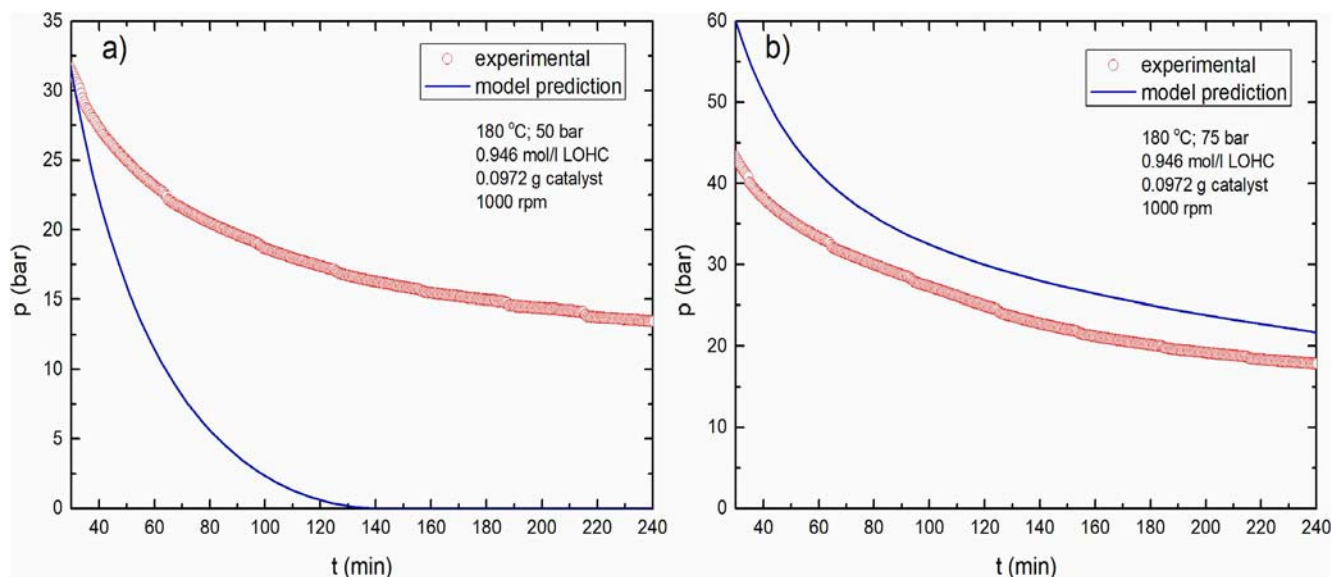 a)
experimental
model prediction
180 °C; 50 bar
0.946 mol/l LOHC
0.0972 g catalyst
1000 rpm
p (bar)
35
30
25
20
15
10
5
0
40 60 80 100 120 140 160 180 200 220 240
t (min)
b)
experimental
model prediction
180 °C; 75 bar
0.946 mol/l LOHC
0.0972 g catalyst
1000 rpm
p (bar)
60
50
40
30
20
10
0
40 60 80 100 120 140 160 180 200 220 240
t (min)